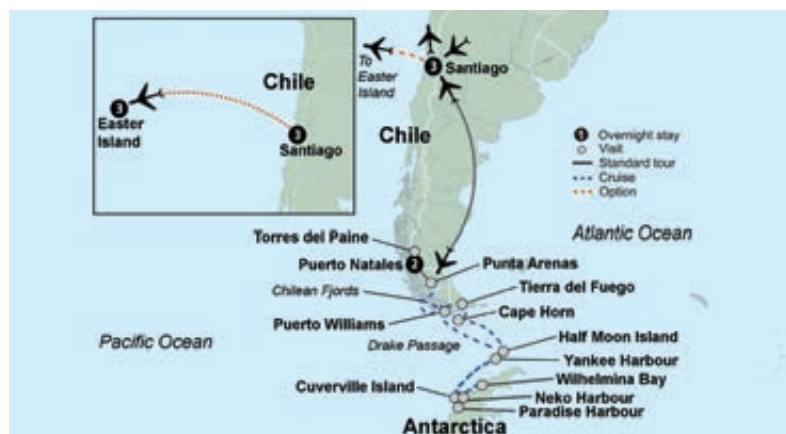 Chile
3
Easter
Island
3
Santiago
To
Easter
Island
3
Santiago
Chile
1 Overnight stay
Visit
Standard tour
Cruise
Option
Atlantic Ocean
Torres del Paine
Puerto Natales
Punta Arenas
Chilean Fjords
Tierra del Fuego
Puerto Williams
Cape Horn
Pacific Ocean
Drake Passage
Half Moon Island
Yankee Harbour
Wilhelmina Bay
Cuverville Island
Neko Harbour
Paradise Harbour
Antarctica